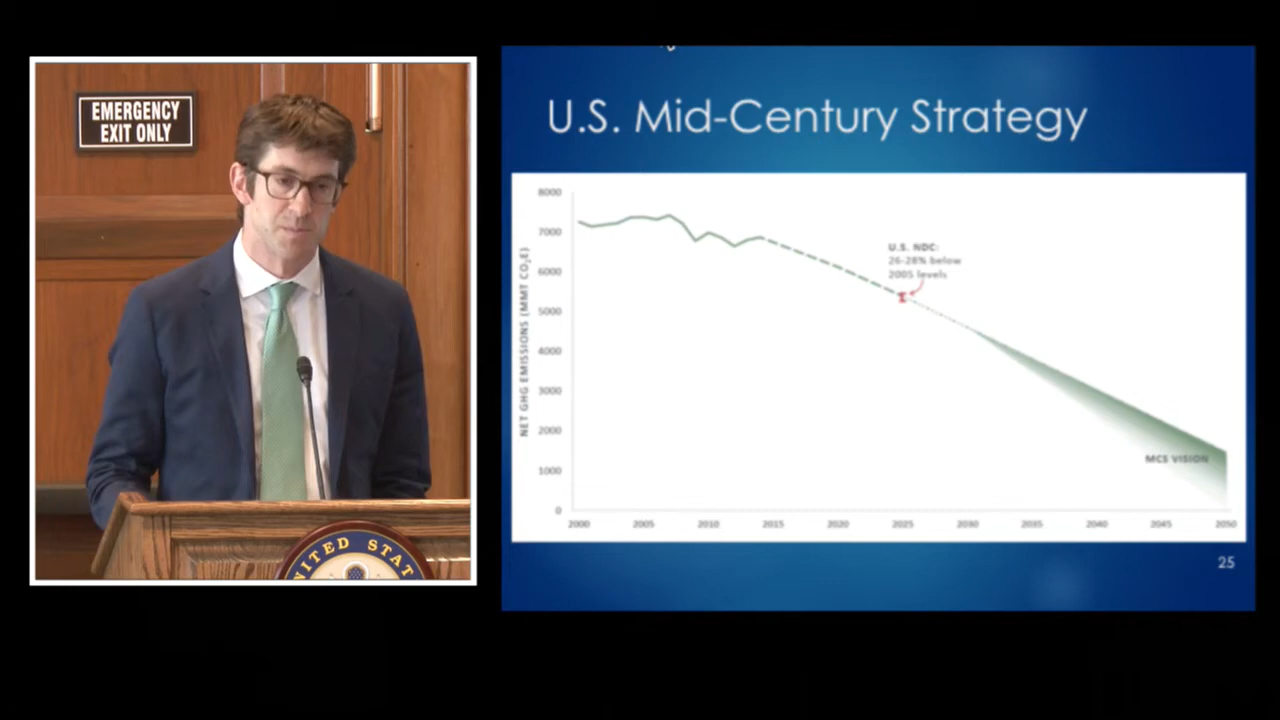 EMERGENCY
EXIT ONLY
NITED STAT
U.S. Mid-Century Strategy
NET GHG EMISSIONS (MMT CO₂E)
8000
7000
6000
5000
4000
3000
2000
1000
0
U.S. NDC:
26-28% below
2005 levels
MCS VISION
2000 2005 2010 2015 2020 2025 2030 2035 2040 2045 2050
25